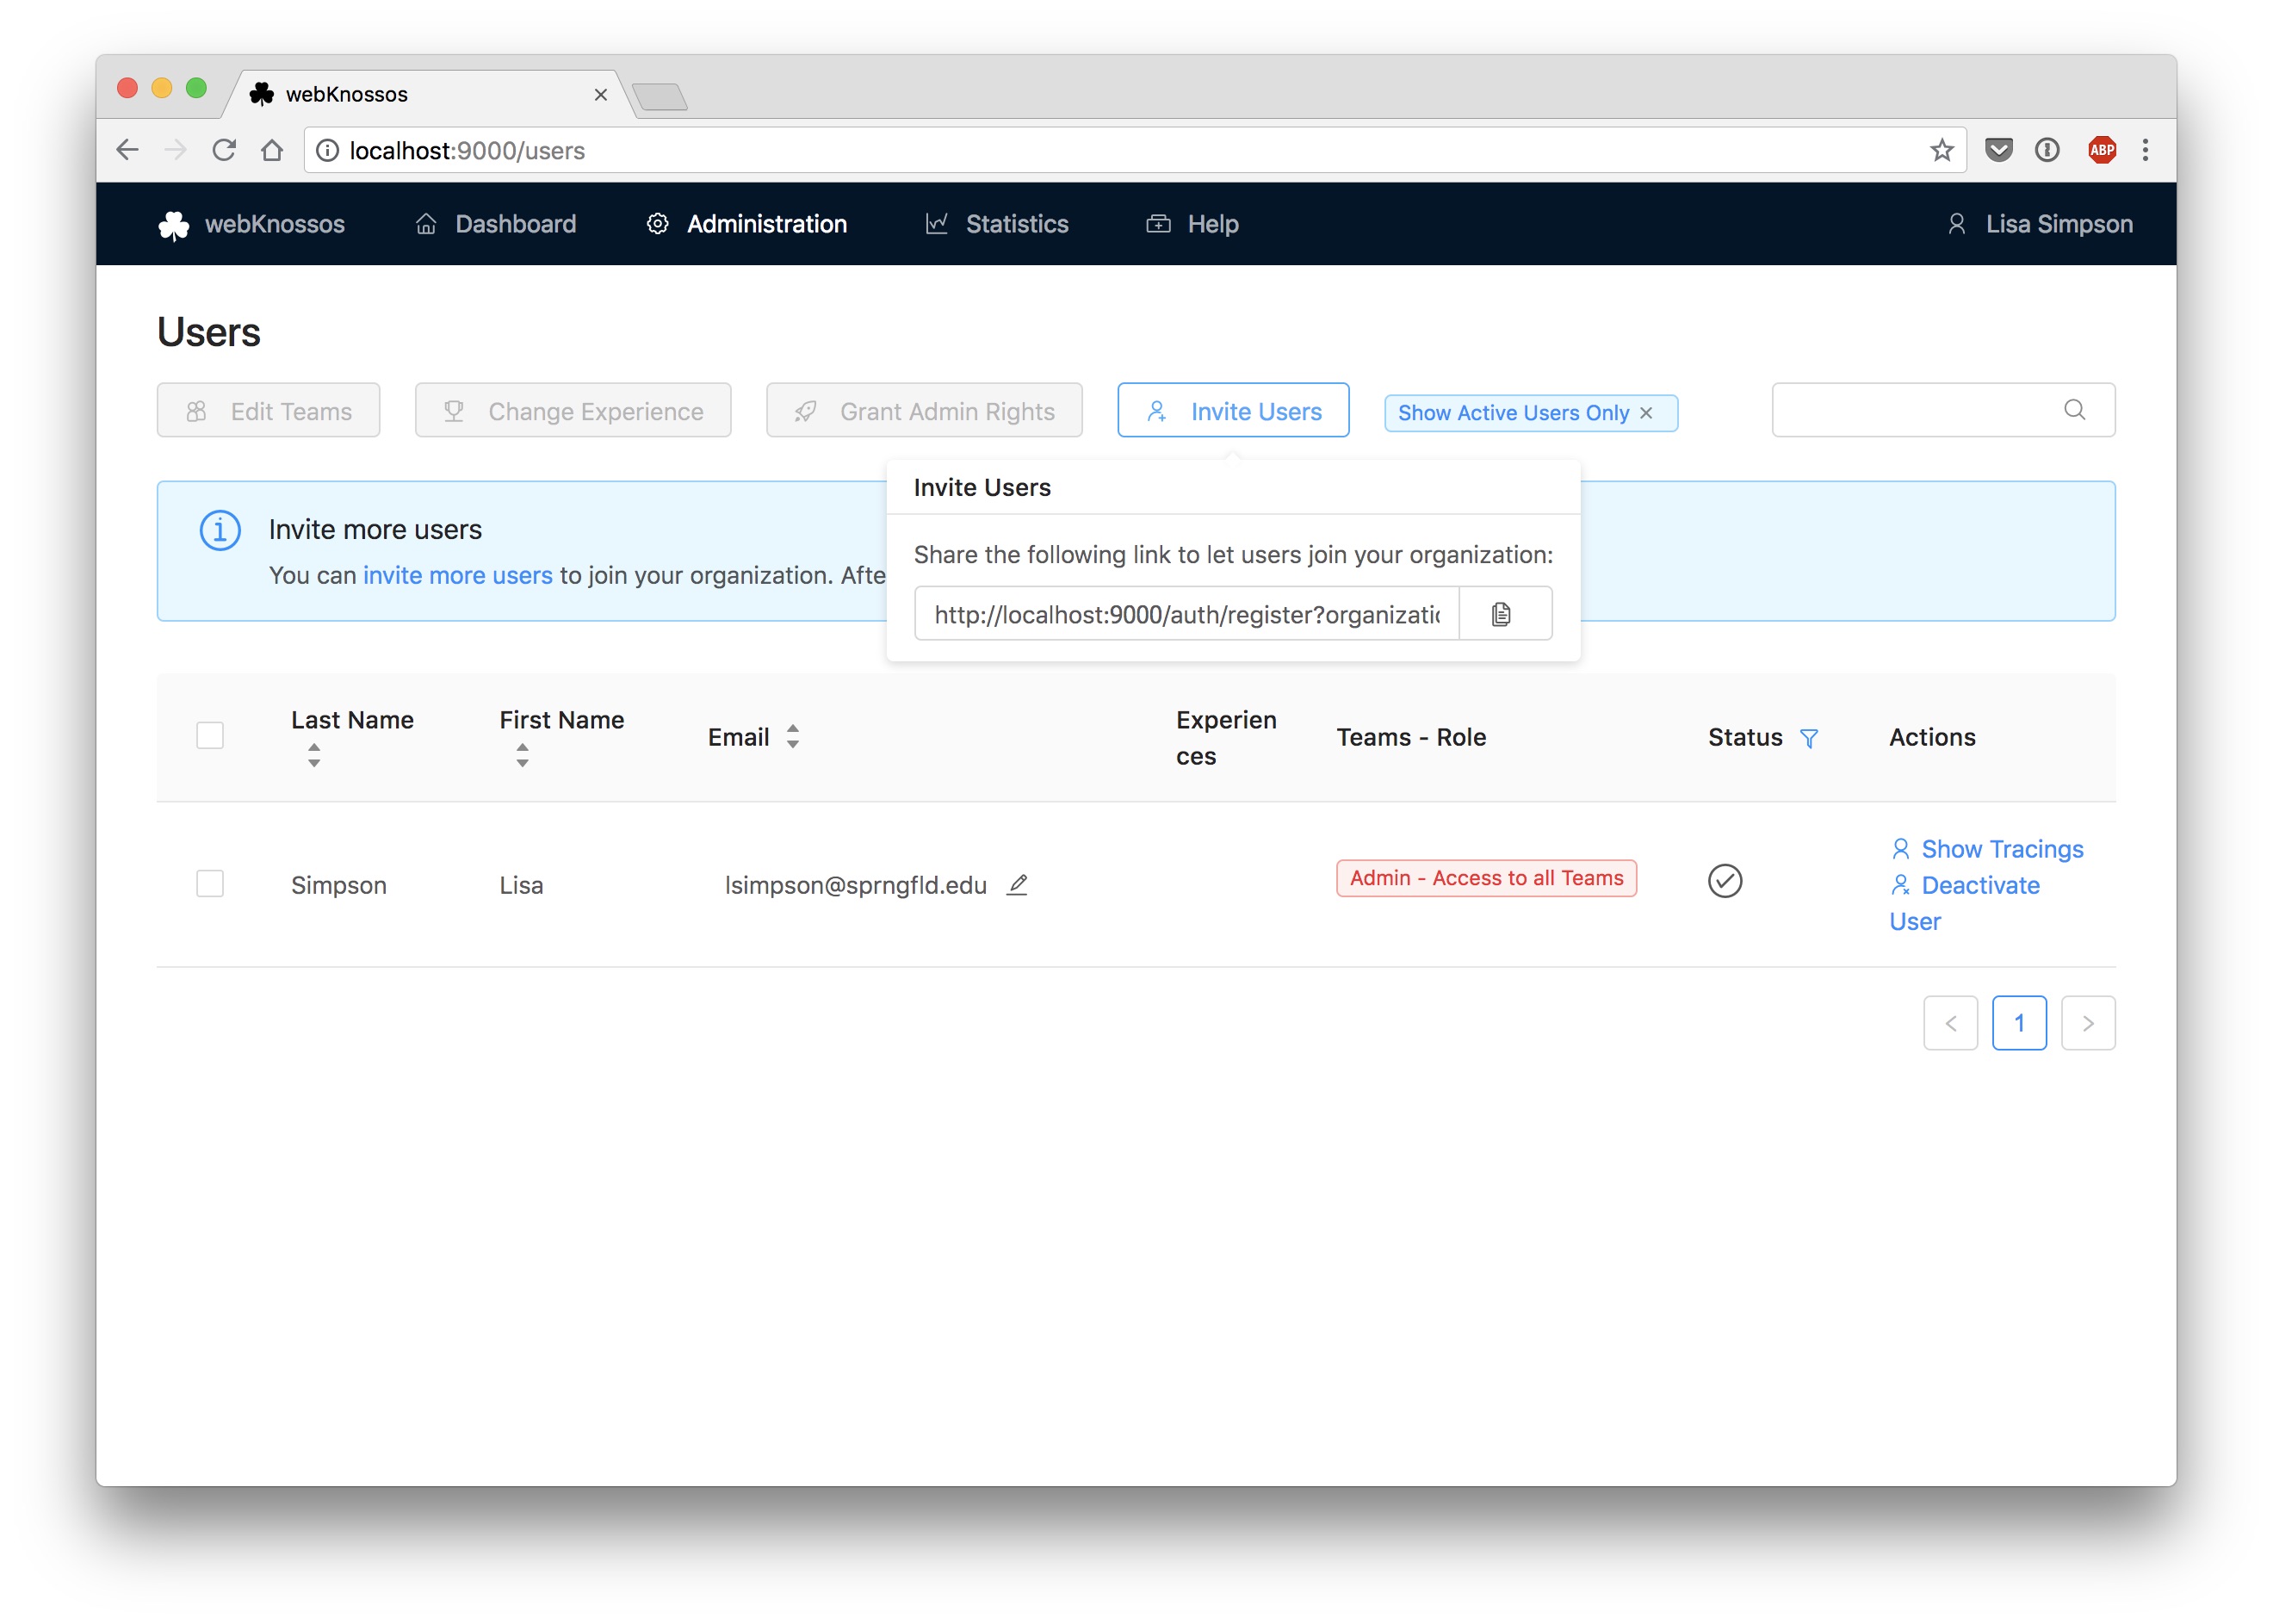 webKnossos
localhost:9000/users
ABP
webKnossos Dashboard Administration Statistics Help Lisa Simpson
Users
Edit Teams Change Experience Grant Admin Rights Invite Users Show Active Users Only
Invite Users
Invite more users
Share the following link to let users join your organization:
You can invite more users to join your organization. Afte
http://localhost:9000/auth/register?organizatio
Last Name First Name Email Experien Teams - Role Status Actions
ces
Simpson Lisa lsimpson@sprngfld.edu Admin - Access to all Teams Show Tracings
Deactivate
User
< 1 >